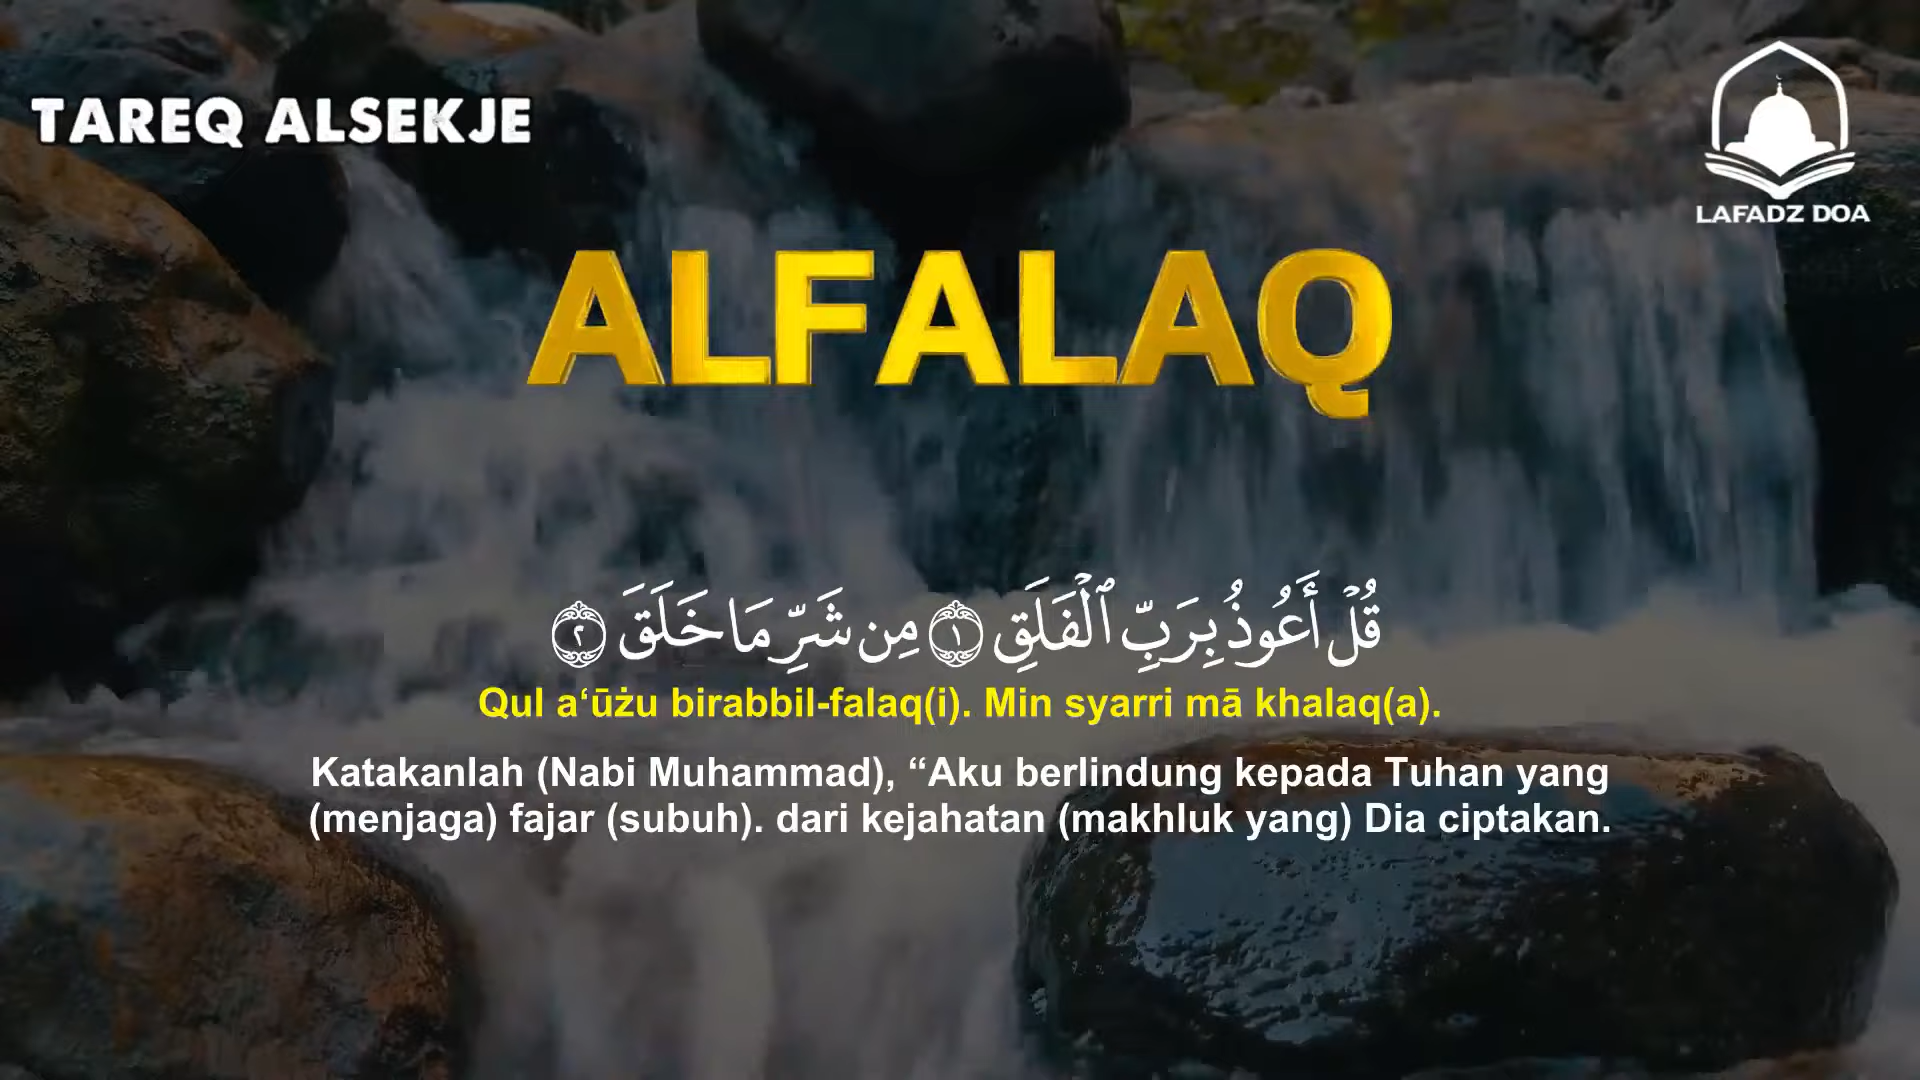 TAREQ ALSEKJE
LAFADZ DOA
ALFALAQ
قُلْ أَعُوذُ بِرَبِّ ٱلْفَلَقِ ١ مِن شَرِّ مَا خَلَقَ ٢
Qul a‘ūżu birabbil-falaq(i). Min syarri mā khalaq(a).
Katakanlah (Nabi Muhammad), “Aku berlindung kepada Tuhan yang
(menjaga) fajar (subuh). dari kejahatan (makhluk yang) Dia ciptakan.